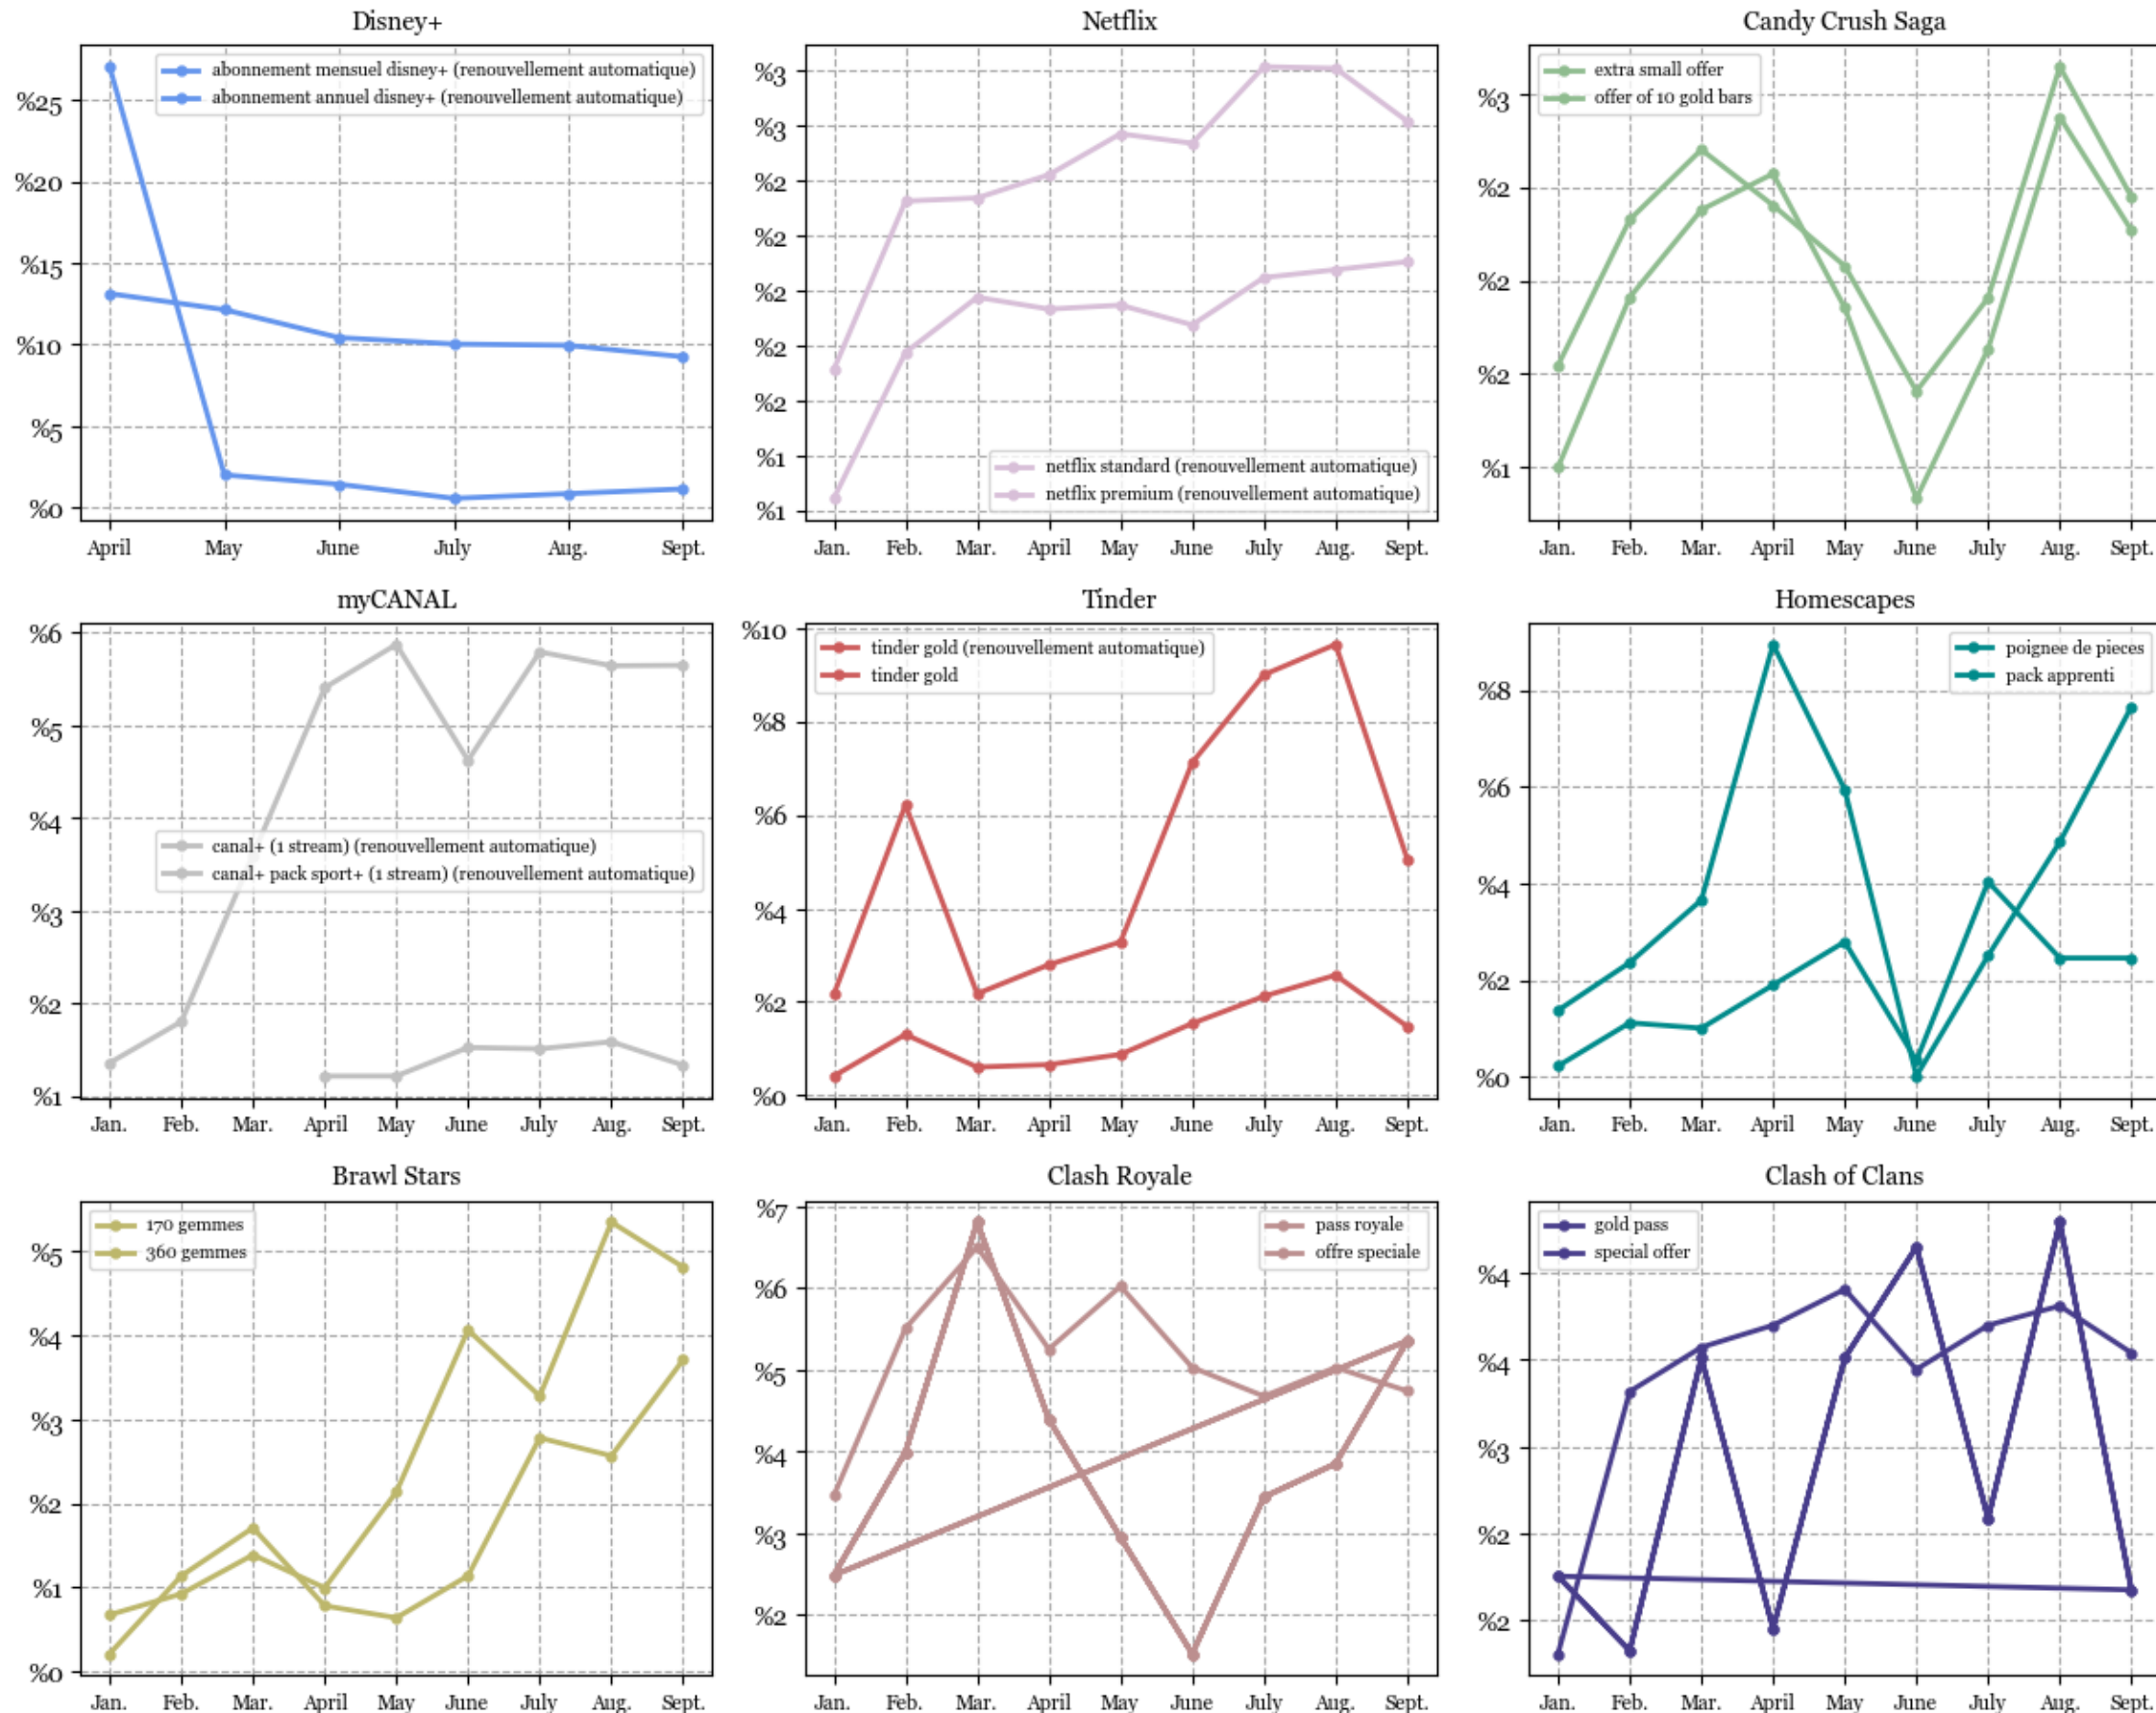 Disney+
abonnement mensuel disney+ (renouvellement automatique)
abonnement annuel disney+ (renouvellement automatique)
%25
%20
%15
%10
%5
%0
April May June July Aug. Sept.
Netflix
%3
%3
%2
%2
%2
%2
%2
%1
%1
netflix standard (renouvellement automatique)
netflix premium (renouvellement automatique)
Jan. Feb. Mar. April May June July Aug. Sept.
Candy Crush Saga
extra small offer
offer of 10 gold bars
%3
%2
%2
%2
%1
Jan. Feb. Mar. April May June July Aug. Sept.
myCANAL
%6
%5
%4
canal+ (1 stream) (renouvellement automatique)
canal+ pack sport+ (1 stream) (renouvellement automatique)
%3
%2
%1
Jan. Feb. Mar. April May June July Aug. Sept.
Tinder
tinder gold (renouvellement automatique)
tinder gold
%10
%8
%6
%4
%2
%0
Jan. Feb. Mar. April May June July Aug. Sept.
Homescapes
poignee de pieces
pack apprenti
%8
%6
%4
%2
%0
Jan. Feb. Mar. April May June July Aug. Sept.
Brawl Stars
170 gemmes
360 gemmes
%5
%4
%3
%2
%1
%0
Jan. Feb. Mar. April May June July Aug. Sept.
Clash Royale
pass royale
offre speciale
%7
%6
%5
%4
%3
%2
Jan. Feb. Mar. April May June July Aug. Sept.
Clash of Clans
gold pass
special offer
%4
%4
%3
%2
%2
Jan. Feb. Mar. April May June July Aug. Sept.